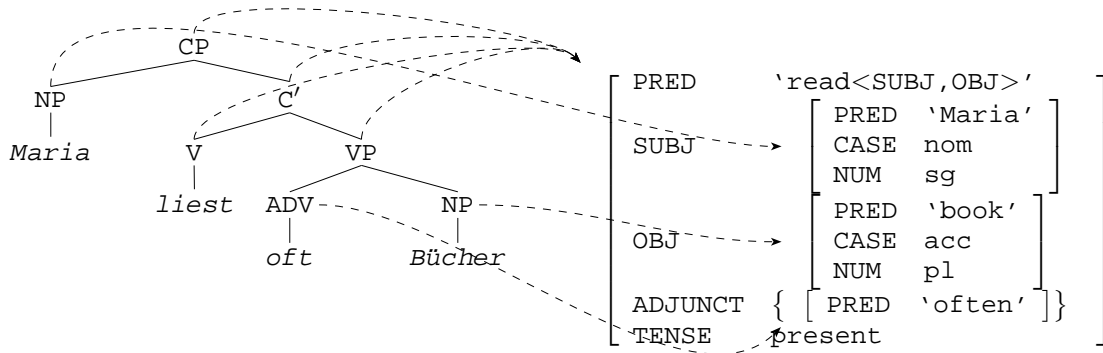 CP
NP C′
Maria V VP
liest ADV NP
oft Bücher
PRED ‘read<SUBJ,OBJ>’
SUBJ
PRED ‘Maria’
CASE nom
NUM sg
OBJ
PRED ‘book’
CASE acc
NUM pl
ADJUNCT { [ PRED ‘often’ ]}
TENSE present